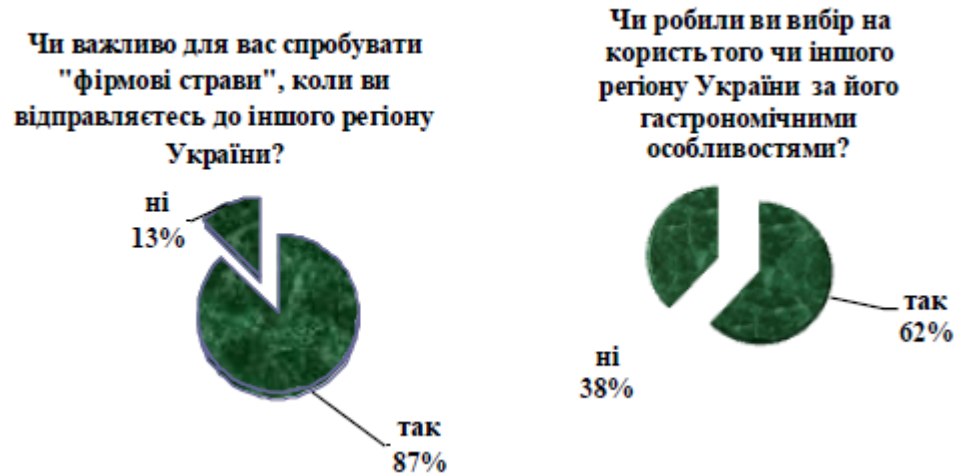 Чи важливо для вас спробувати
"фірмові страви", коли ви
відправляєтесь до іншого регіону
України?
ні
13%
так
87%
Чи робили ви вибір на
користь того чи іншого
регіону України за його
гастрономічними
особливостями?
так
62%
ні
38%